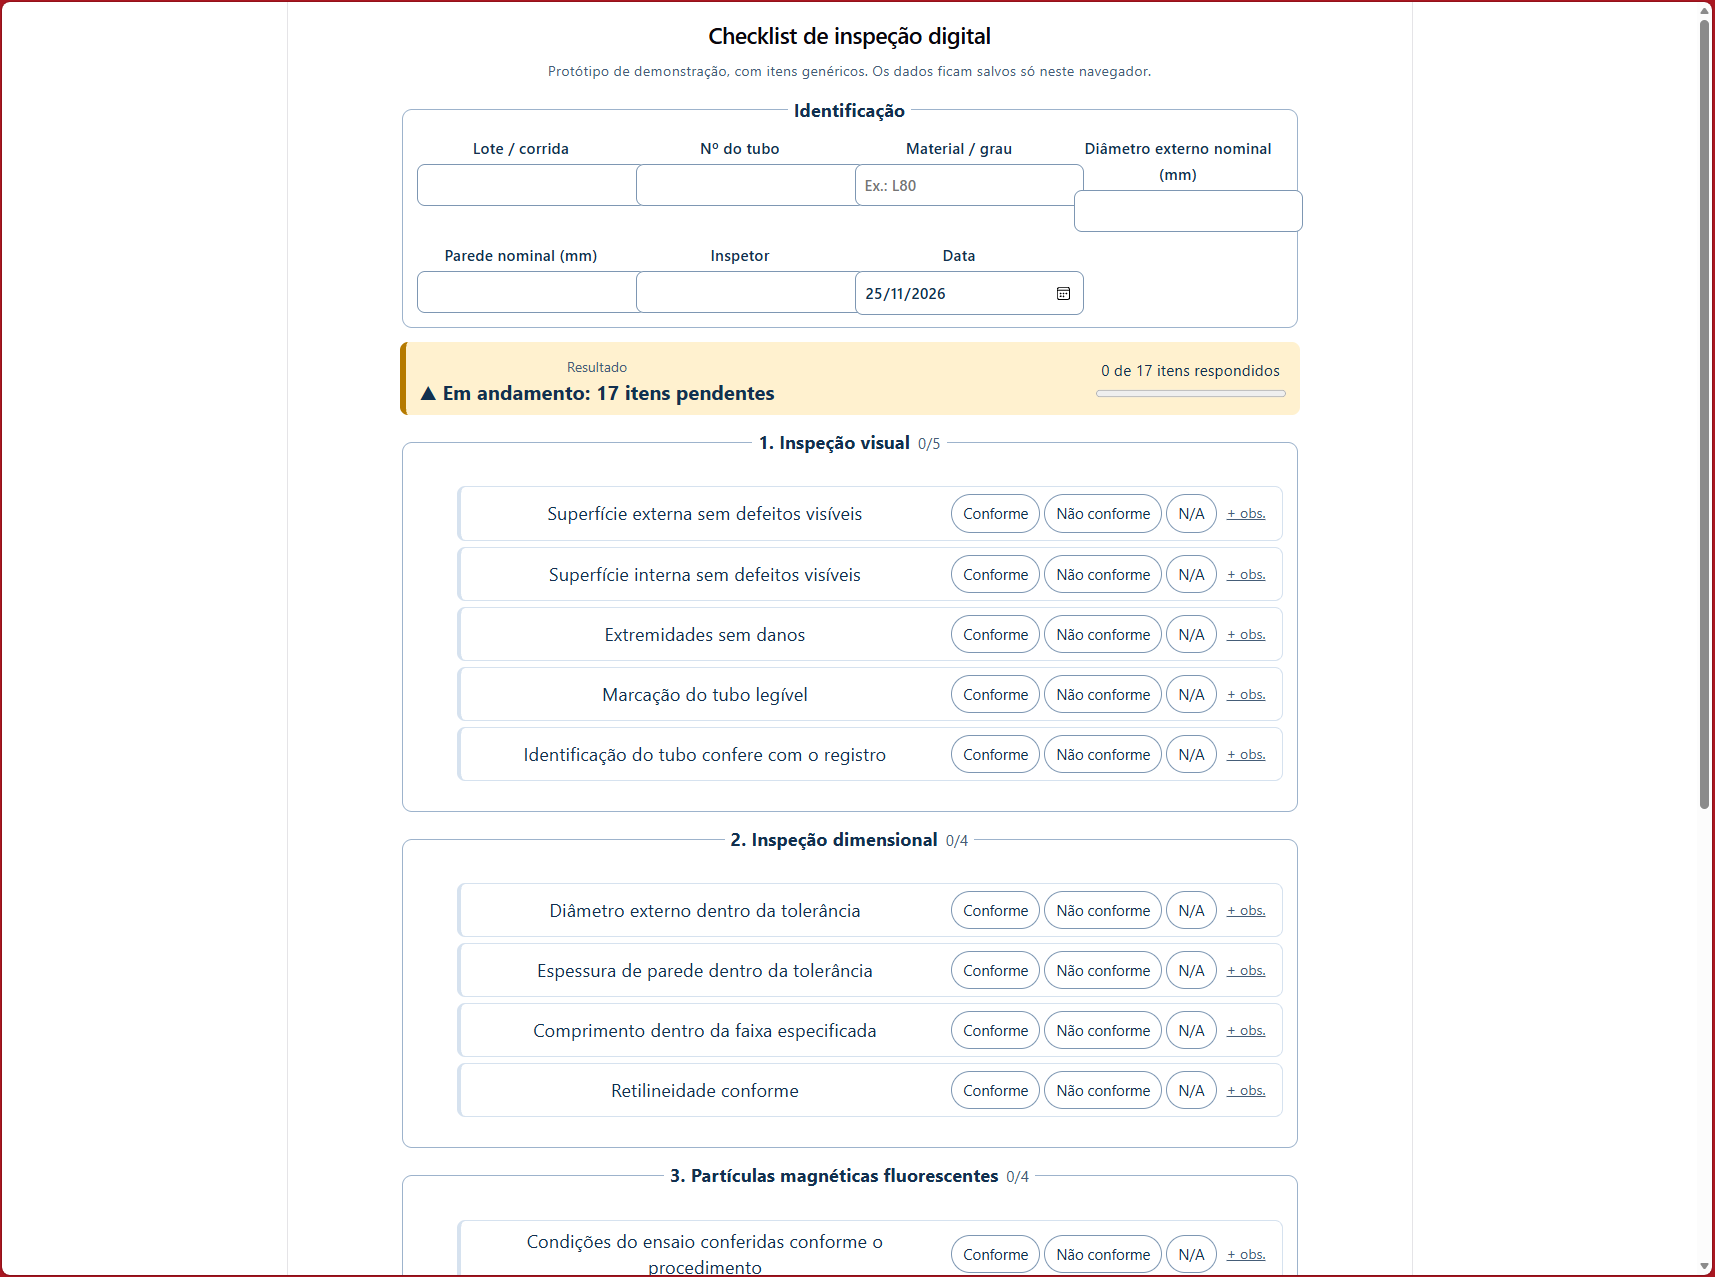 Checklist de inspeção digital
Protótipo de demonstração, com itens genéricos. Os dados ficam salvos só neste navegador.
Identificação
Lote / corrida
Nº do tubo
Material / grau
Ex.: L80
Diâmetro externo nominal
(mm)
Parede nominal (mm)
Inspetor
Data
25/11/2026
Resultado
▲ Em andamento: 17 itens pendentes
0 de 17 itens respondidos
1. Inspeção visual 0/5
Superfície externa sem defeitos visíveis Conforme Não conforme N/A + obs.
Superfície interna sem defeitos visíveis Conforme Não conforme N/A + obs.
Extremidades sem danos Conforme Não conforme N/A + obs.
Marcação do tubo legível Conforme Não conforme N/A + obs.
Identificação do tubo confere com o registro Conforme Não conforme N/A + obs.
2. Inspeção dimensional 0/4
Diâmetro externo dentro da tolerância Conforme Não conforme N/A + obs.
Espessura de parede dentro da tolerância Conforme Não conforme N/A + obs.
Comprimento dentro da faixa especificada Conforme Não conforme N/A + obs.
Retilineidade conforme Conforme Não conforme N/A + obs.
3. Partículas magnéticas fluorescentes 0/4
Condições do ensaio conferidas conforme o
procedimento
Conforme Não conforme N/A + obs.